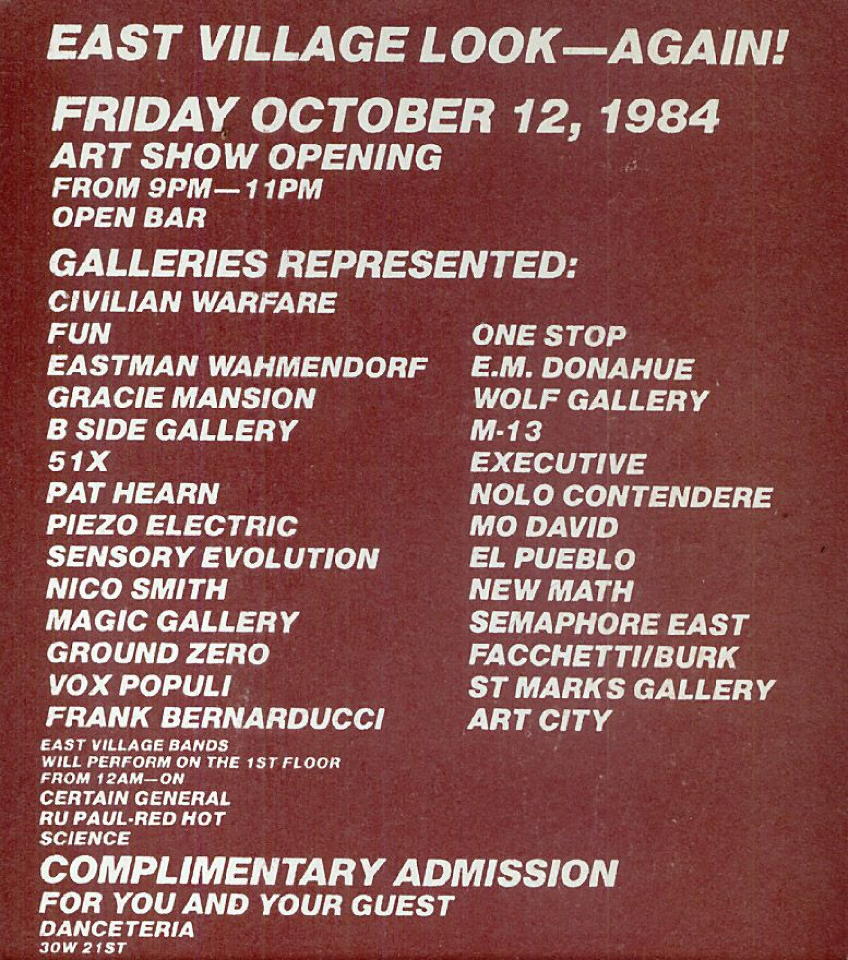 EAST VILLAGE LOOK—AGAIN!
FRIDAY OCTOBER 12, 1984
ART SHOW OPENING
FROM 9PM—11PM
OPEN BAR
GALLERIES REPRESENTED:
CIVILIAN WARFARE
FUN
EASTMAN WAHMENDORF
GRACIE MANSION
B SIDE GALLERY
51X
PAT HEARN
PIEZO ELECTRIC
SENSORY EVOLUTION
NICO SMITH
MAGIC GALLERY
GROUND ZERO
VOX POPULI
FRANK BERNARDUCCI
ONE STOP
E.M. DONAHUE
WOLF GALLERY
M-13
EXECUTIVE
NOLO CONTENDERE
MO DAVID
EL PUEBLO
NEW MATH
SEMAPHORE EAST
FACCHETTI/BURK
ST MARKS GALLERY
ART CITY
EAST VILLAGE BANDS
WILL PERFORM ON THE 1ST FLOOR
FROM 12AM—ON
CERTAIN GENERAL
RU PAUL-RED HOT
SCIENCE
COMPLIMENTARY ADMISSION
FOR YOU AND YOUR GUEST
DANCETERIA
30W 21ST